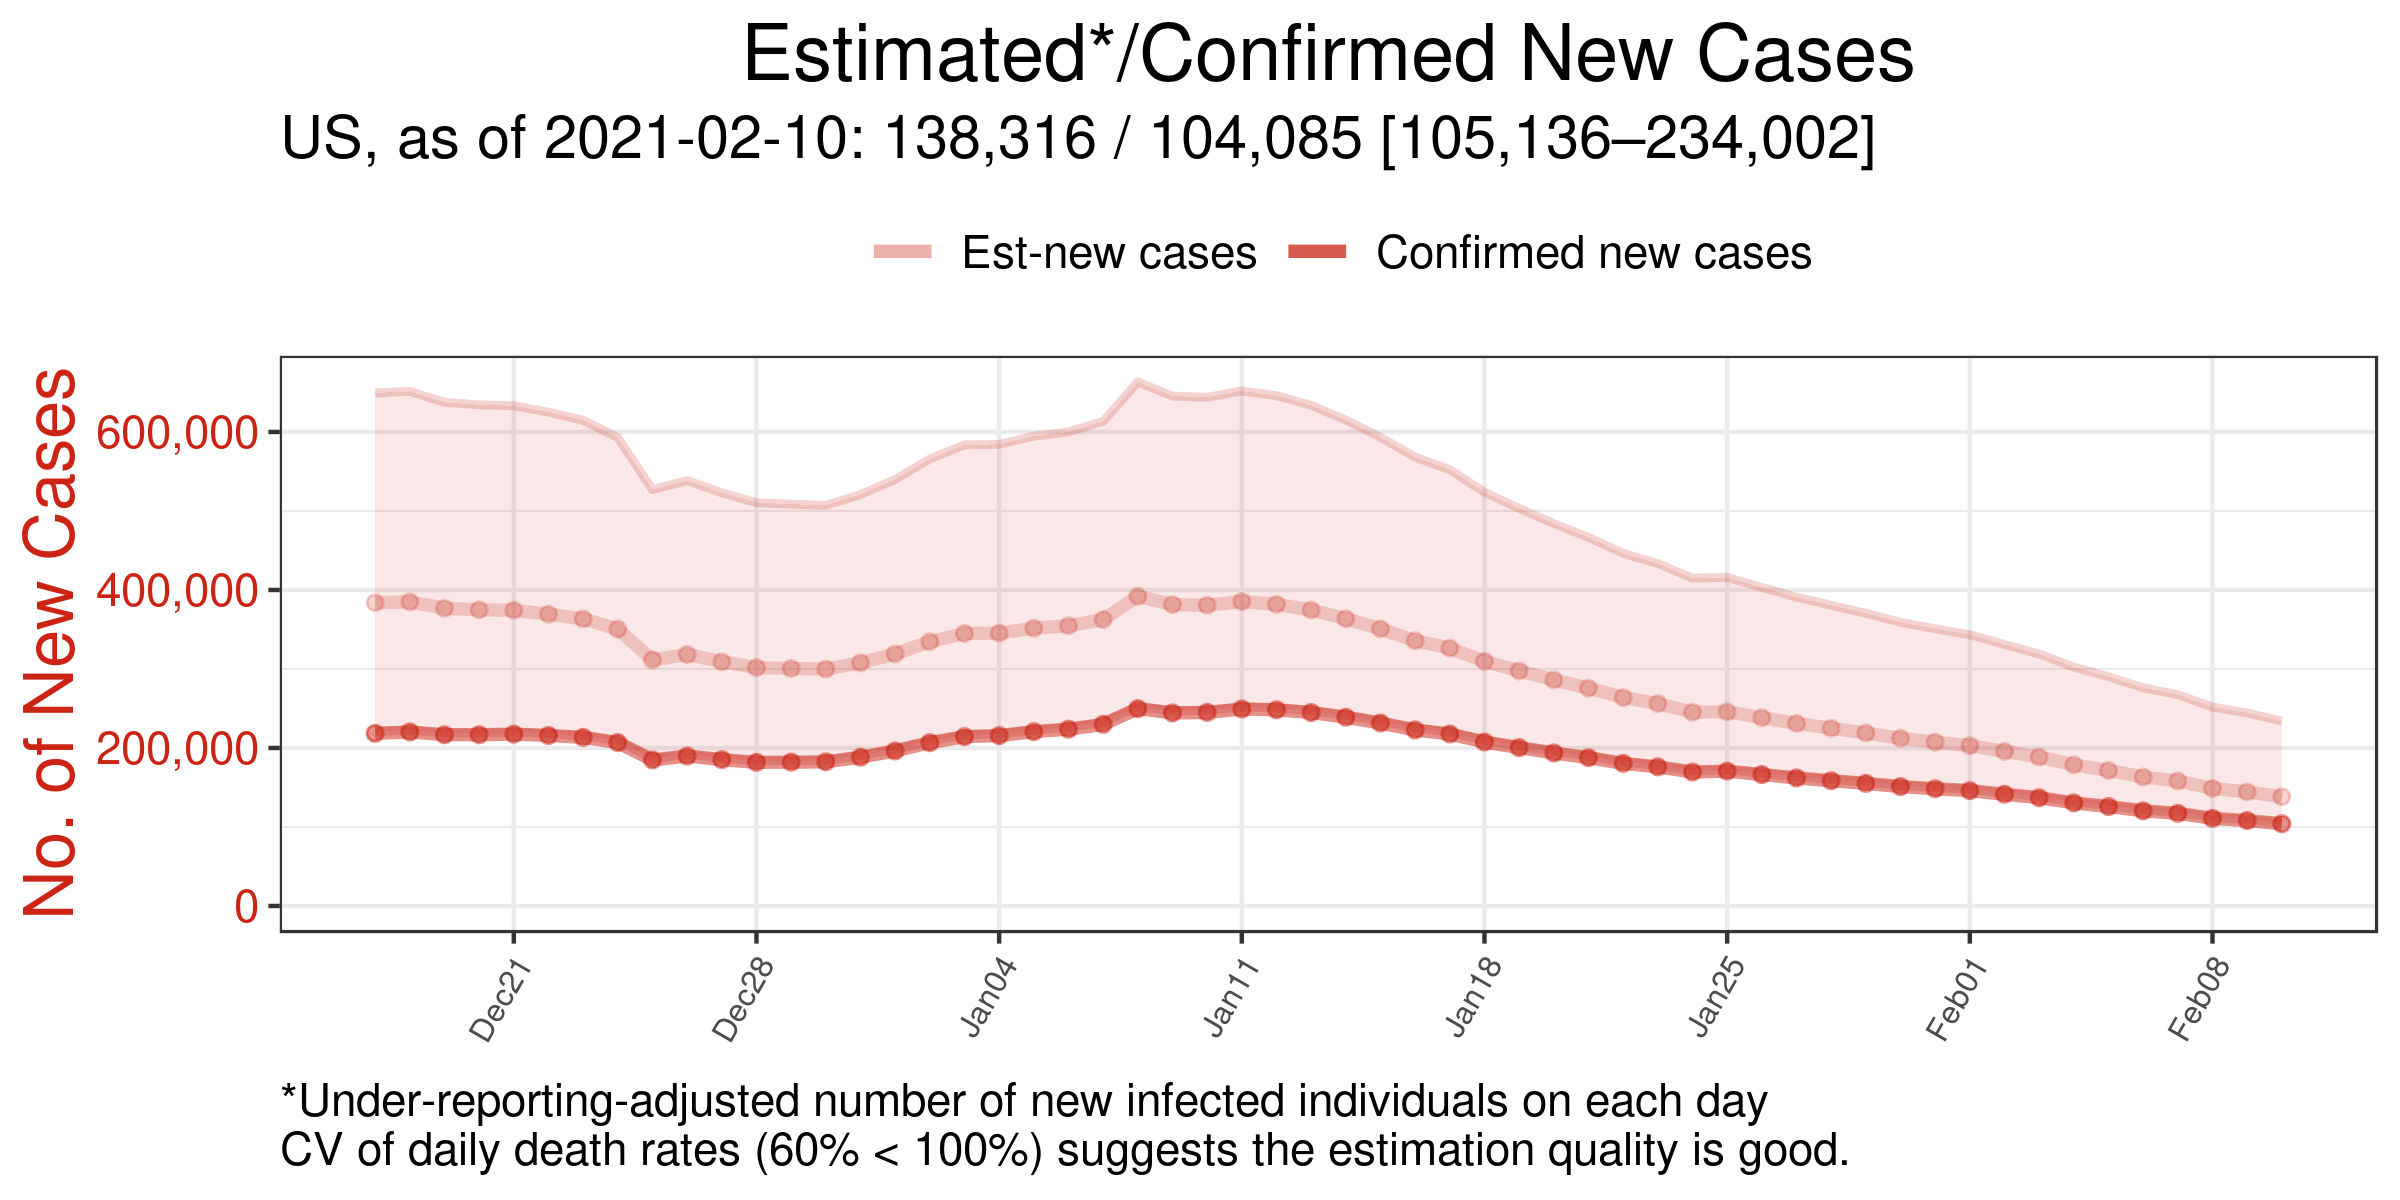 Estimated*/Confirmed New Cases
US, as of 2021-02-10: 138,316 / 104,085 [105,136–234,002]
Est-new cases Confirmed new cases
No. of New Cases
600,000
400,000
200,000
0
Dec21 Dec28 Jan04 Jan11 Jan18 Jan25 Feb01 Feb08
*Under-reporting-adjusted number of new infected individuals on each day
CV of daily death rates (60% < 100%) suggests the estimation quality is good.